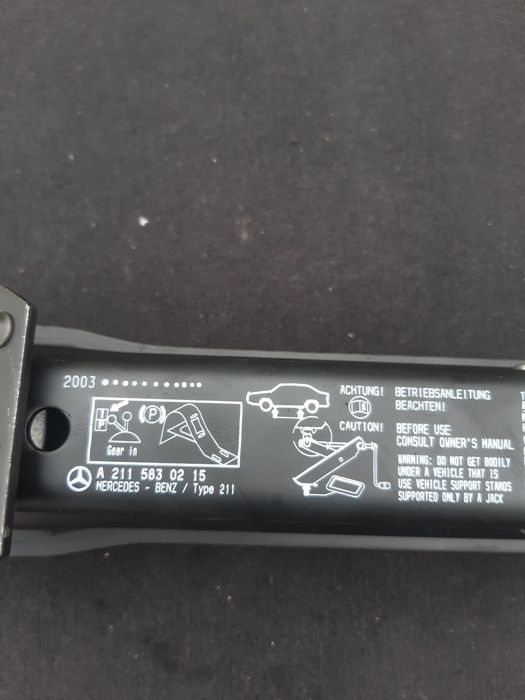 2003
P
(P)
Gear in
A 211 583 02 15
MERCEDES - BENZ / Type 211
ACHTUNG! BETRIEBSANLEITUNG
BEACHTEN!
CAUTION! BEFORE USE
CONSULT OWNER'S MANUAL
WARNING: DO NOT GET BODILY
UNDER A VEHICLE THAT IS
USE VEHICLE SUPPORT STANDS
SUPPORTED ONLY BY A JACK